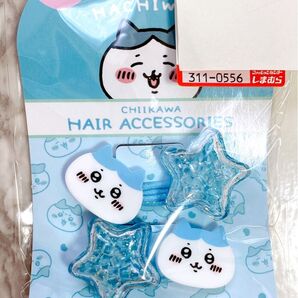 HACHIWA
311-0556
しまむら
CHIIKAWA
HAIR ACCESSORIES